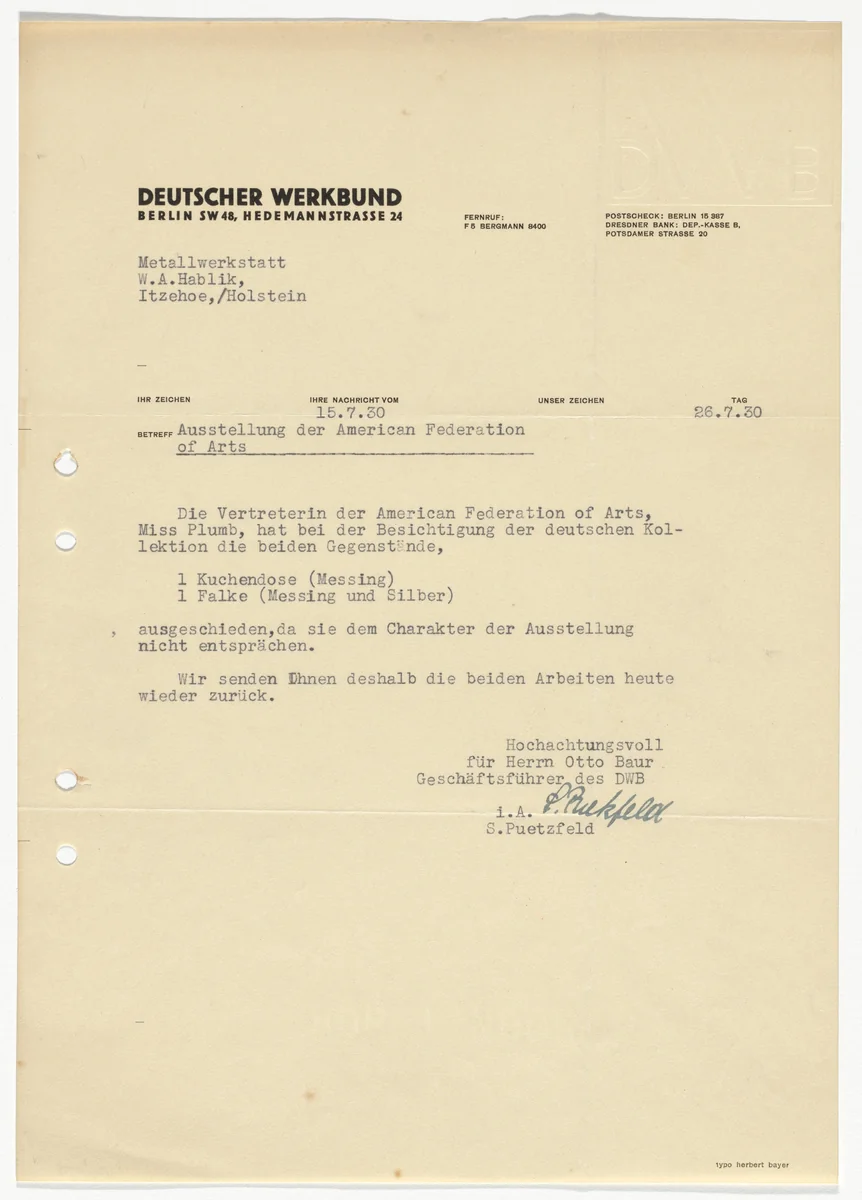 DWB
DEUTSCHER WERKBUND
BERLIN SW 48, HEDEMANNSTRASSE 24
FERNRUF:
F 5 BERGMANN 8400
POSTSCHECK: BERLIN 15 387
DRESDNER BANK: DEP.-KASSE B,
POTSDAMER STRASSE 20
Metallwerkstatt
W.A.Hablik,
Itzehoe,/Holstein
IHR ZEICHEN
IHRE NACHRICHT VOM
15.7.30
UNSER ZEICHEN
TAG
26.7.30
BETREFF Ausstellung der American Federation
of Arts
Die Vertreterin der American Federation of Arts,
Miss Plumb, hat bei der Besichtigung der deutschen Kol-
lektion die beiden Gegenstände,
1 Kuchendose (Messing)
1 Falke (Messing und Silber)
, ausgeschieden,da sie dem Charakter der Ausstellung
nicht entsprächen.
Wir senden Ihnen deshalb die beiden Arbeiten heute
wieder zurück.
Hochachtungsvoll
für Herrn Otto Baur
Geschäftsführer des DWB
i.A. S. Puetzfeld
S.Puetzfeld
typo herbert bayer